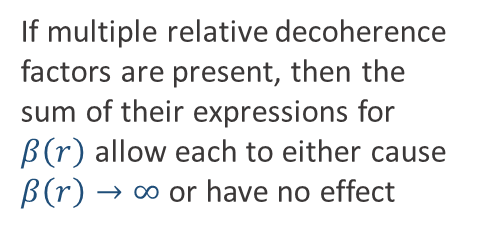 If multiple relative decoherence
factors are present, then the
sum of their expressions for
β(r) allow each to either cause
β(r) → ∞ or have no effect